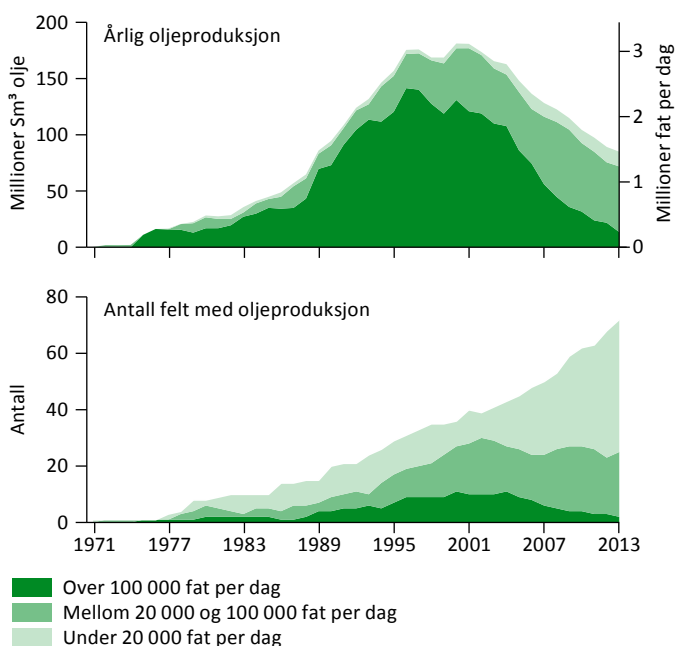 Årlig oljeproduksjon
Millioner Sm³ olje
200
150
100
50
0
Millioner fat per dag
3
2
1
0
Antall felt med oljeproduksjon
Antall
80
60
40
20
0
1971 1977 1983 1989 1995 2001 2007 2013
Over 100 000 fat per dag
Mellom 20 000 og 100 000 fat per dag
Under 20 000 fat per dag